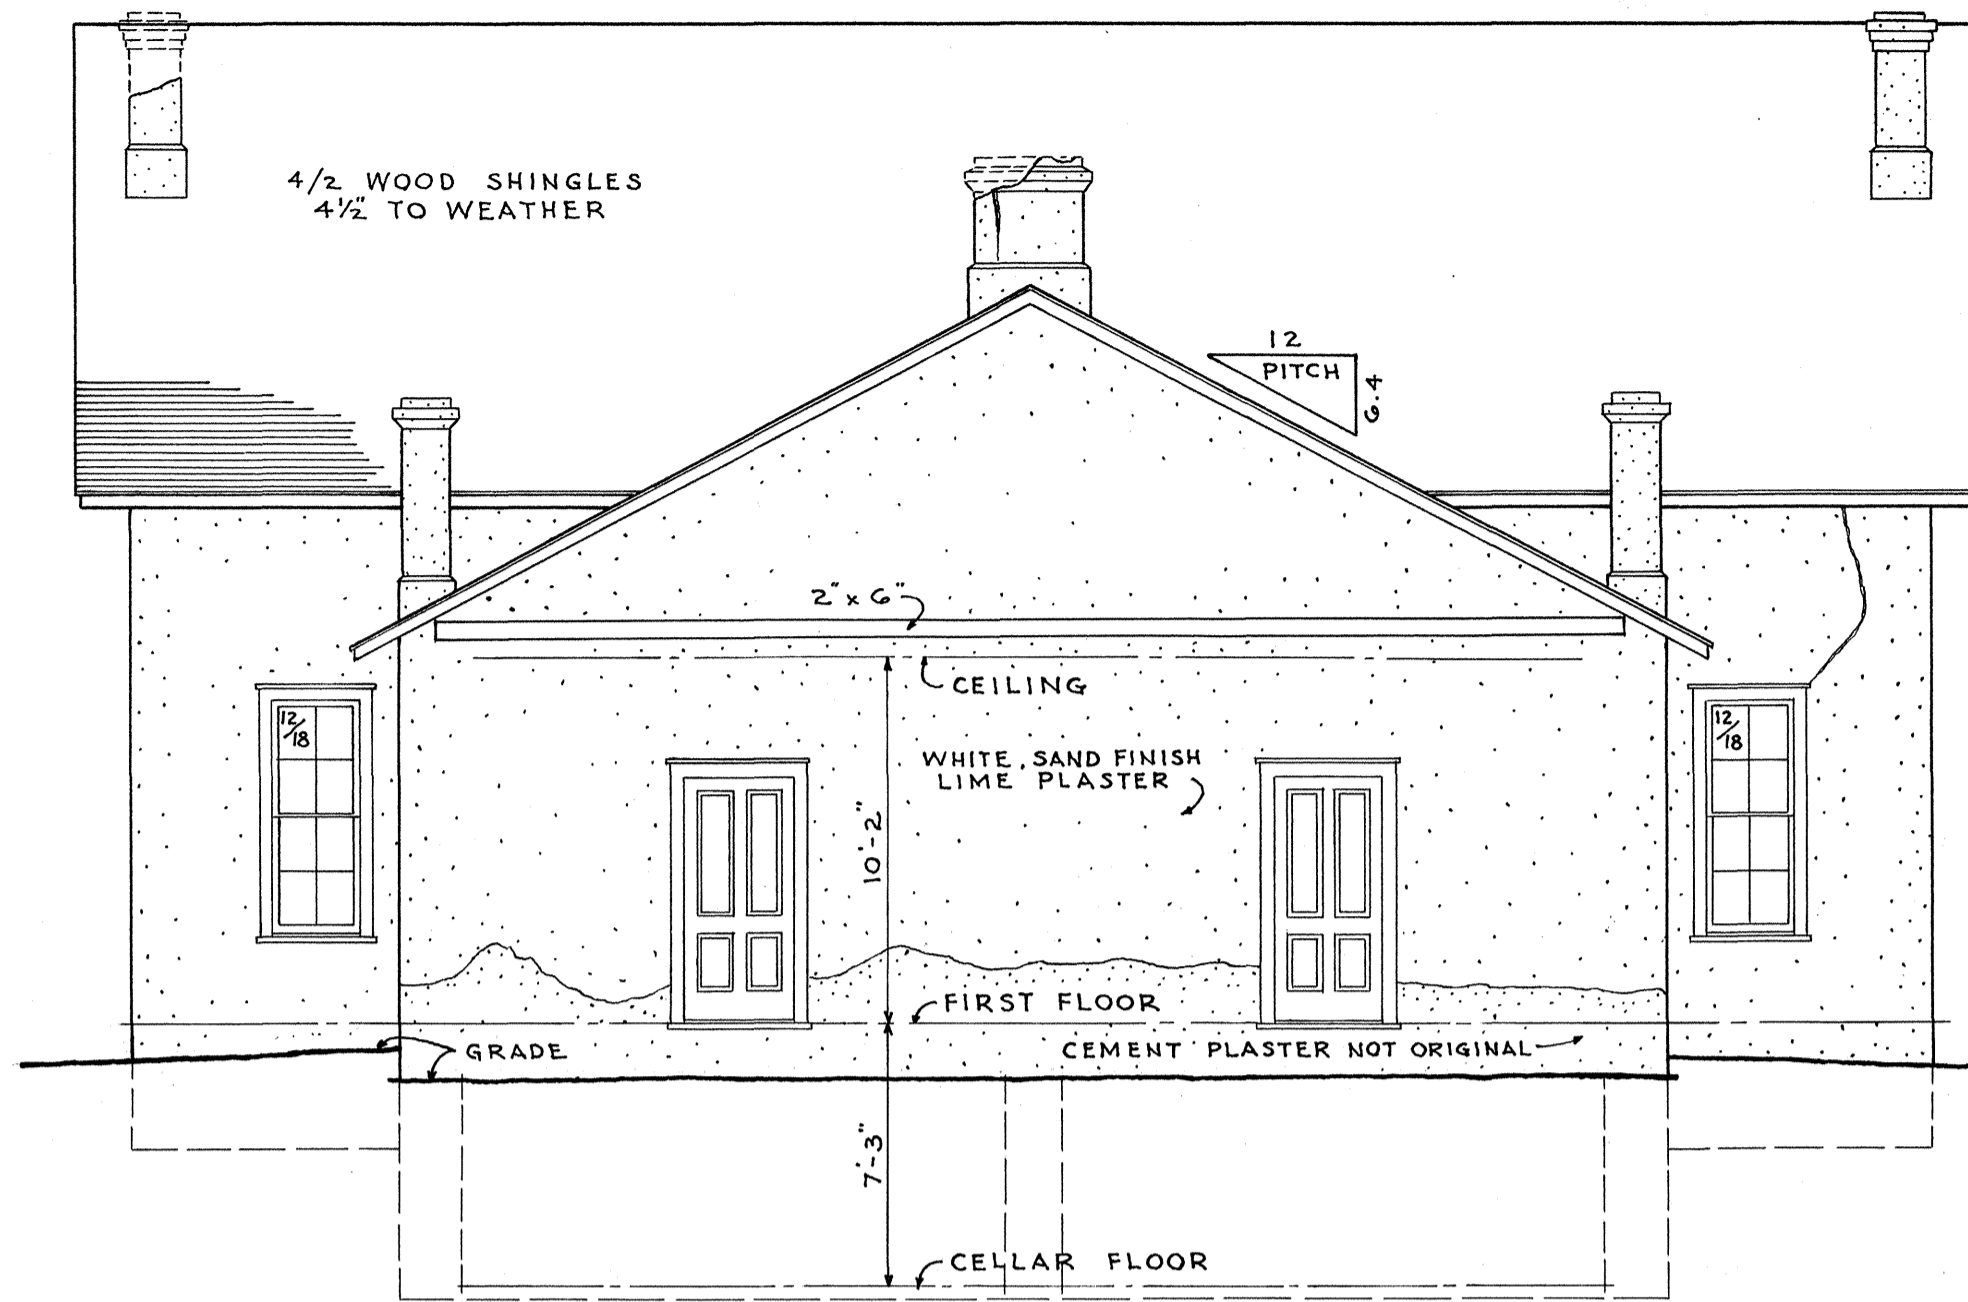 4/2 WOOD SHINGLES
4½" TO WEATHER
12
PITCH
6.4
2" x 6"
CEILING
12/18
12/18
WHITE, SAND FINISH
LIME PLASTER
10'-2"
FIRST FLOOR
GRADE
CEMENT PLASTER NOT ORIGINAL
7'-3"
CELLAR FLOOR